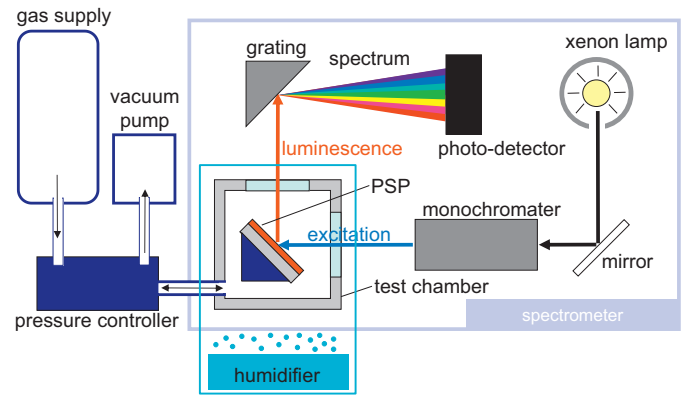 gas supply
vacuum
pump
grating
spectrum
xenon lamp
photo-detector
luminescence
PSP
monochromater
excitation
mirror
test chamber
pressure controller
spectrometer
humidifier